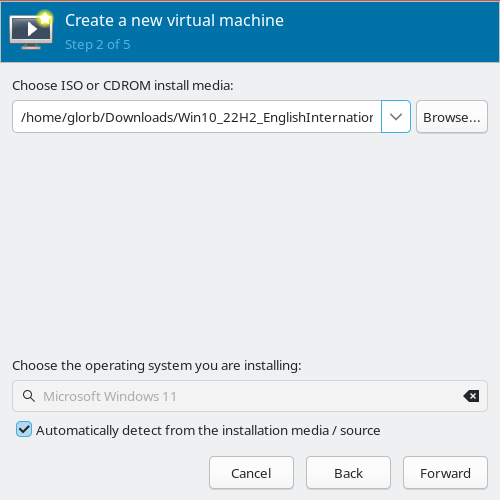 Create a new virtual machine
Step 2 of 5
Choose ISO or CDROM install media:
/home/glorb/Downloads/Win10_22H2_EnglishInternation
Browse...
Choose the operating system you are installing:
Microsoft Windows 11
Automatically detect from the installation media / source
Cancel
Back
Forward